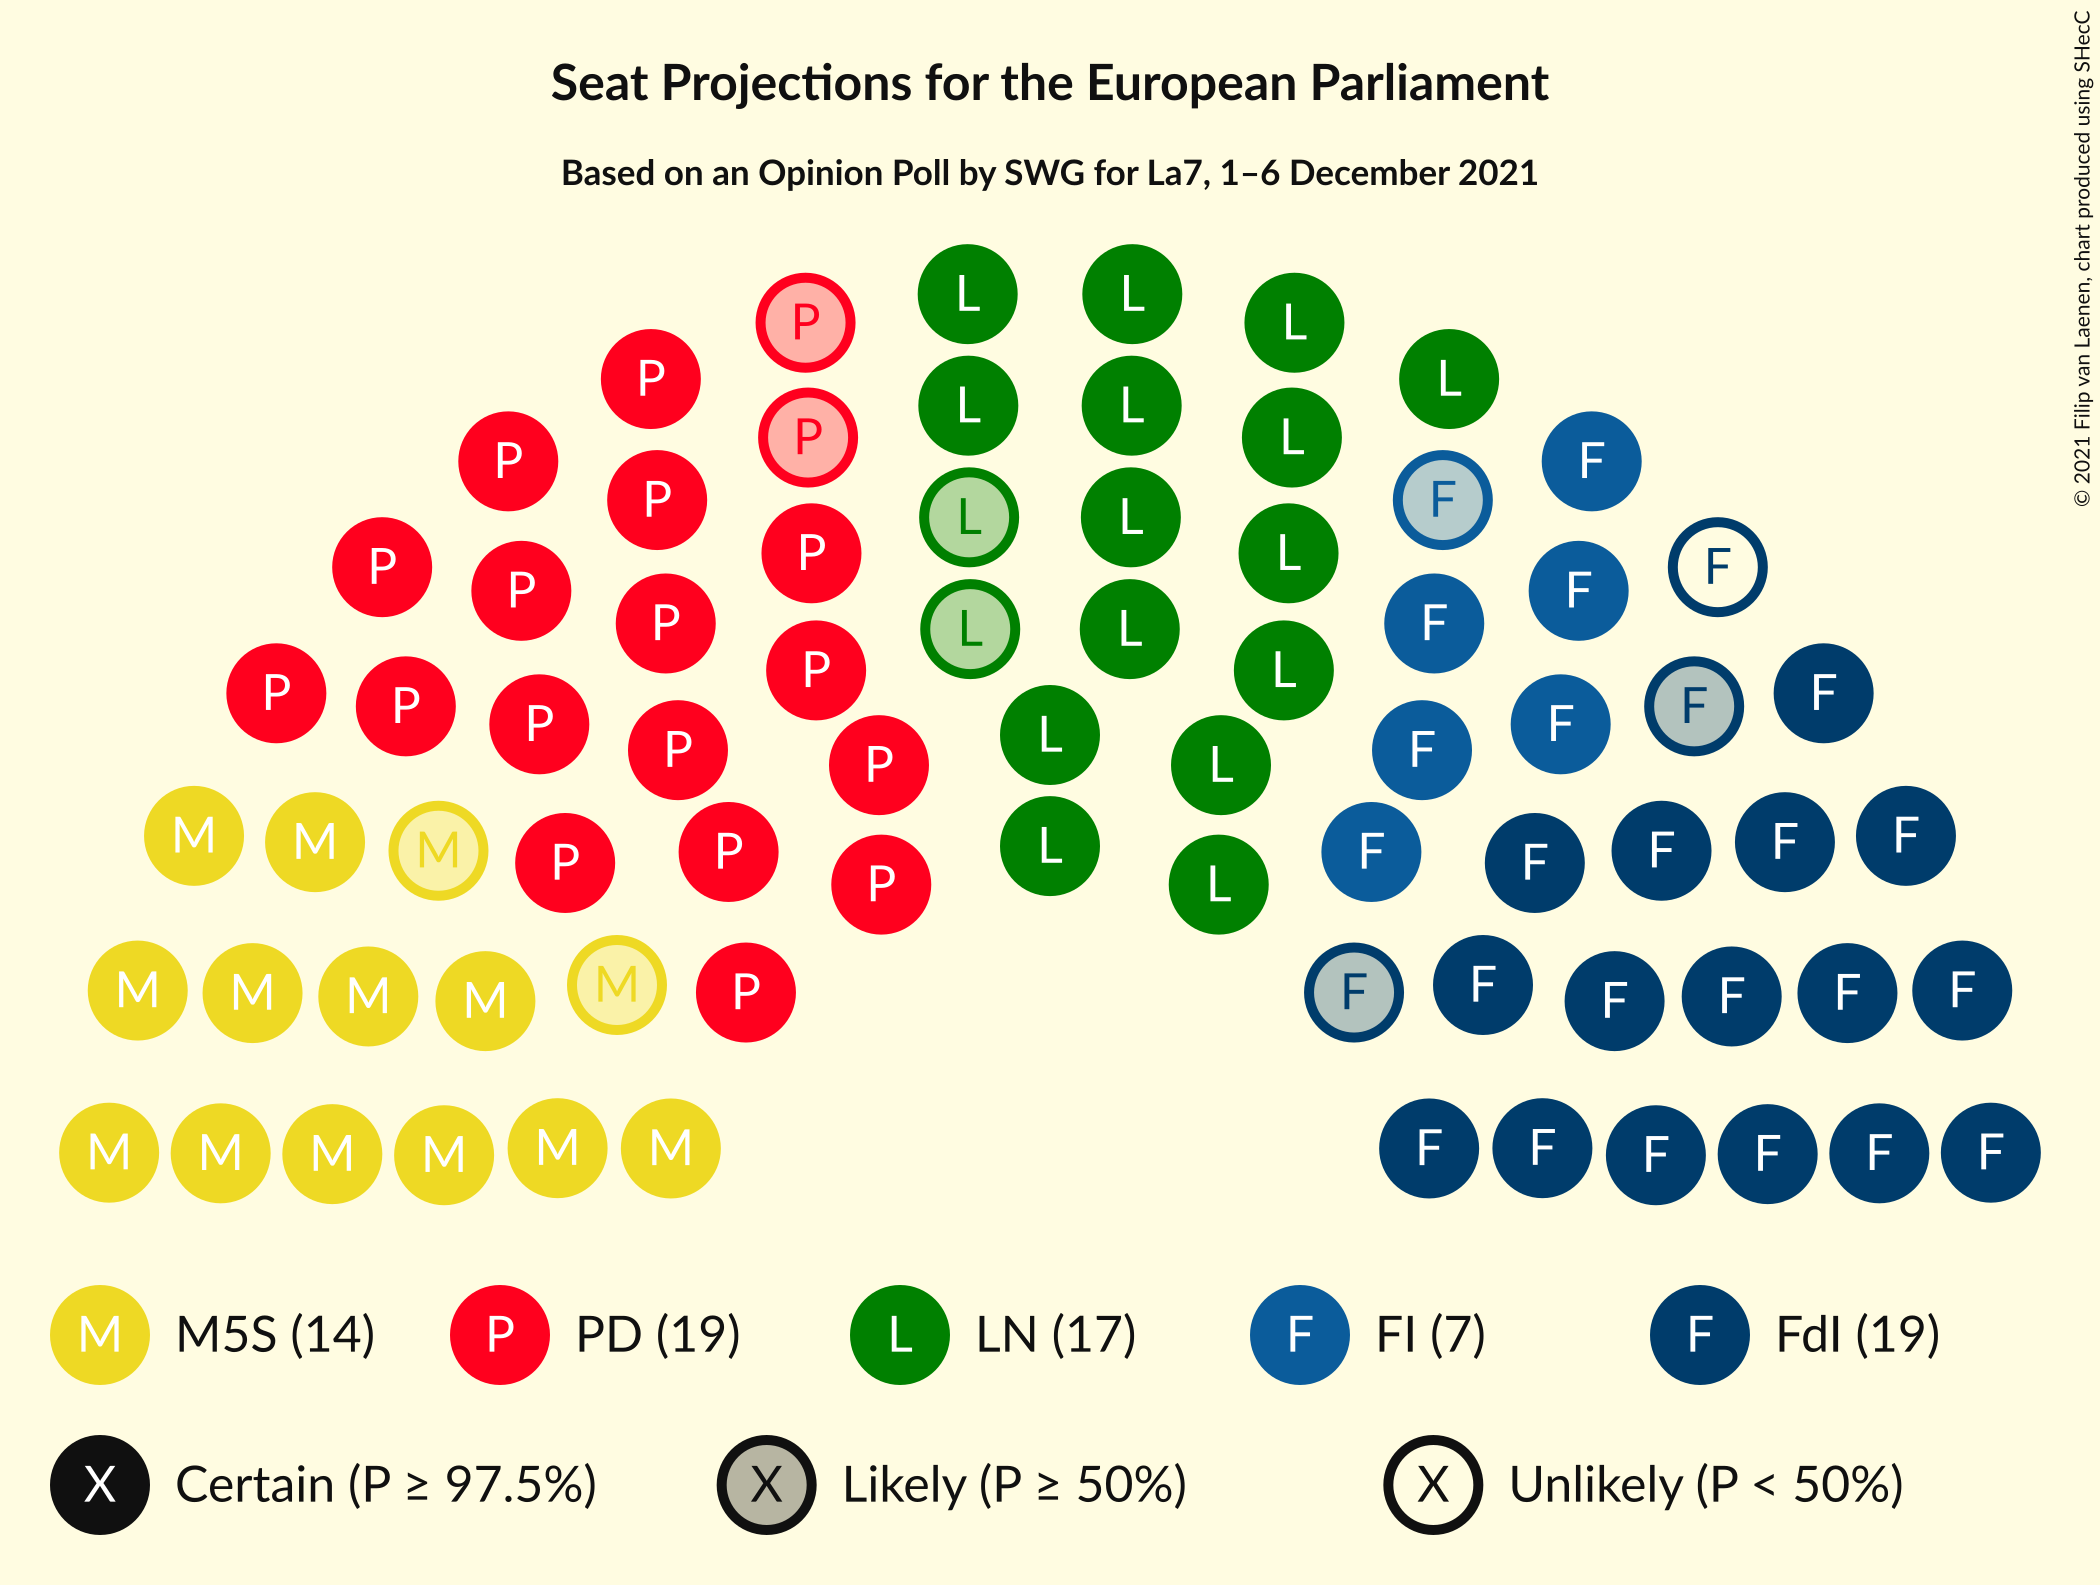 Seat Projections for the European Parliament
Based on an Opinion Poll by SWG for La7, 1–6 December 2021
© 2021 Filip van Laenen, chart produced using SHecC
L L
P L L
P L
L L
P L
P F
P F
L L
P P F
P F
L L
P P F F
P L
P P F F
P P F
L
P P L F
M M M P P P L L F F F F F
M M M M M P F F F F F F
M M M M M M F F F F F F
M M5S (14) P PD (19) L LN (17) F FI (7) F FdI (19)
X Certain (P ≥ 97.5%) X Likely (P ≥ 50%) X Unlikely (P < 50%)